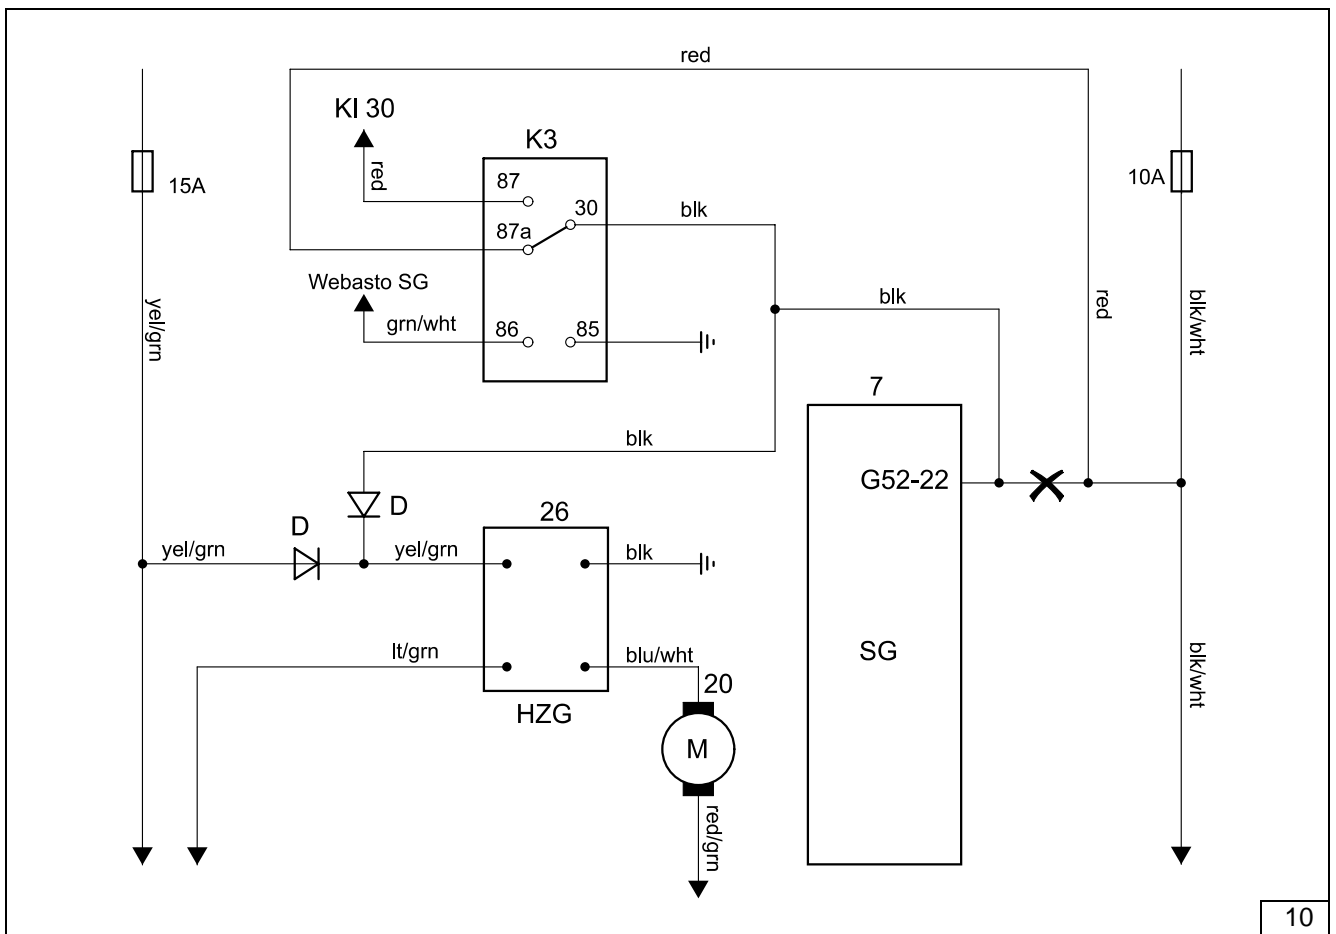 red
KI 30
K3
red
15A
87
30
blk
10A
87a
Webasto SG
grn/wht
86
85
blk
yel/grn
red
blk/wht
7
blk
G52-22
D
26
D
yel/grn
yel/grn
blk
lt/grn
blu/wht
SG
blk/wht
20
HZG
M
red/grn
10